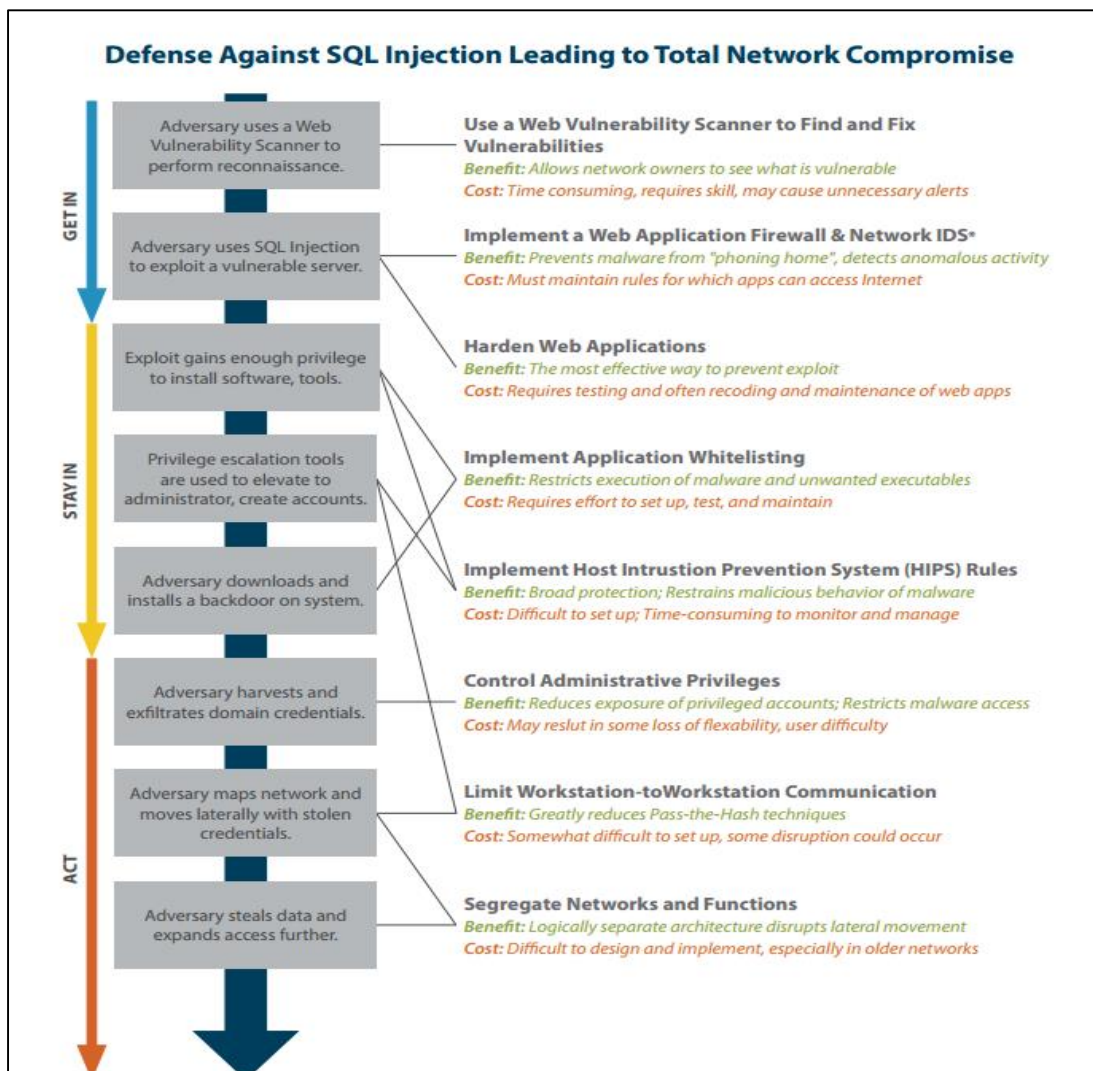 Defense Against SQL Injection Leading to Total Network Compromise
GET IN
Adversary uses a Web
Vulnerability Scanner to
perform reconnaissance.
Use a Web Vulnerability Scanner to Find and Fix
Vulnerabilities
Benefit: Allows network owners to see what is vulnerable
Cost: Time consuming, requires skill, may cause unnecessary alerts
Adversary uses SQL Injection
to exploit a vulnerable server.
Implement a Web Application Firewall & Network IDS*
Benefit: Prevents malware from "phoning home", detects anomalous activity
Cost: Must maintain rules for which apps can access Internet
Harden Web Applications
Benefit: The most effective way to prevent exploit
Cost: Requires testing and often recoding and maintenance of web apps
STAY IN
Exploit gains enough privilege
to install software, tools.
Privilege escalation tools
are used to elevate to
administrator, create accounts.
Implement Application Whitelisting
Benefit: Restricts execution of malware and unwanted executables
Cost: Requires effort to set up, test, and maintain
Adversary downloads and
installs a backdoor on system.
Implement Host Intrusion Prevention System (HIPS) Rules
Benefit: Broad protection; Restrains malicious behavior of malware
Cost: Difficult to set up; Time-consuming to monitor and manage
ACT
Adversary harvests and
exfiltrates domain credentials.
Control Administrative Privileges
Benefit: Reduces exposure of privileged accounts; Restricts malware access
Cost: May reslut in some loss of flexability, user difficulty
Adversary maps network and
moves laterally with stolen
credentials.
Limit Workstation-toWorkstation Communication
Benefit: Greatly reduces Pass-the-Hash techniques
Cost: Somewhat difficult to set up, some disruption could occur
Adversary steals data and
expands access further.
Segregate Networks and Functions
Benefit: Logically separate architecture disrupts lateral movement
Cost: Difficult to design and implement, especially in older networks